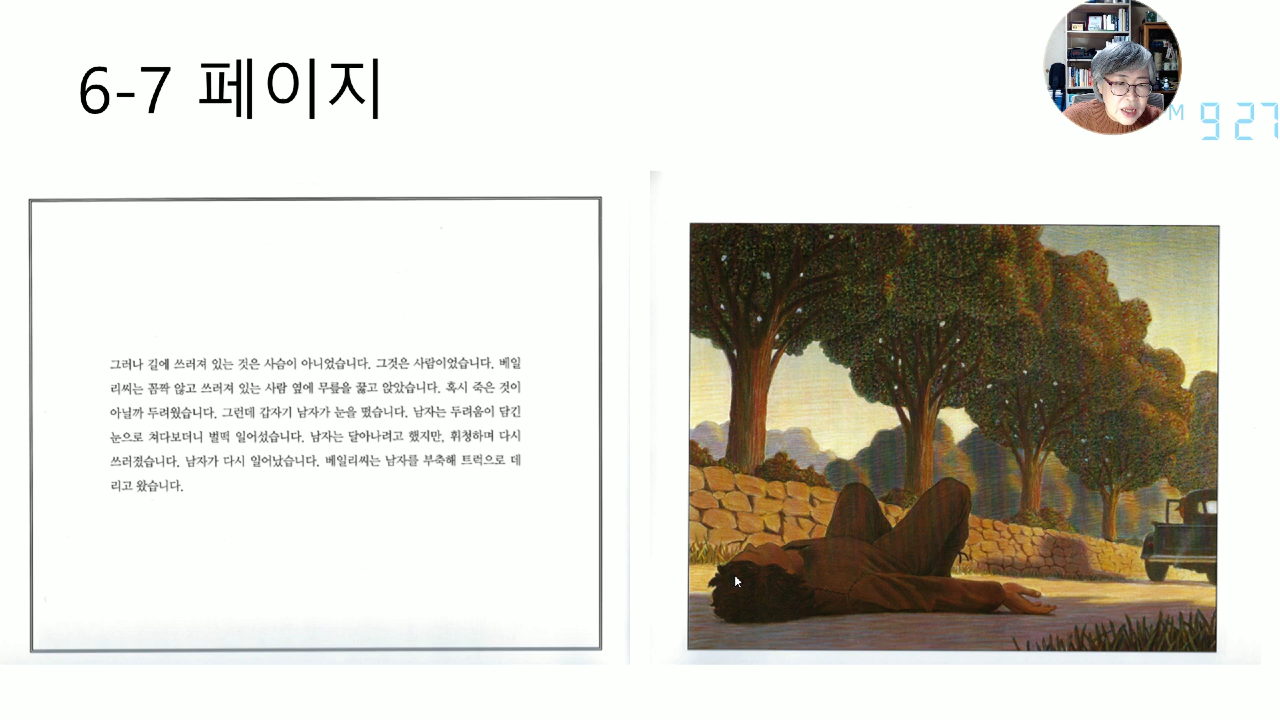 6-7 페이지
M 927
그러나 길에 쓰러져 있는 것은 사슴이 아니었습니다. 그것은 사람이었습니다. 베일
리씨는 꼼짝 않고 쓰러져 있는 사람 옆에 무릎을 꿇고 앉았습니다. 혹시 죽은 것이
아닐까 두려웠습니다. 그런데 갑자기 남자가 눈을 떴습니다. 남자는 두려움이 담긴
눈으로 쳐다보더니 벌떡 일어섰습니다. 남자는 달아나려고 했지만, 휘청하며 다시
쓰러졌습니다. 남자가 다시 일어났습니다. 베일리씨는 남자를 부축해 트럭으로 데
리고 왔습니다.